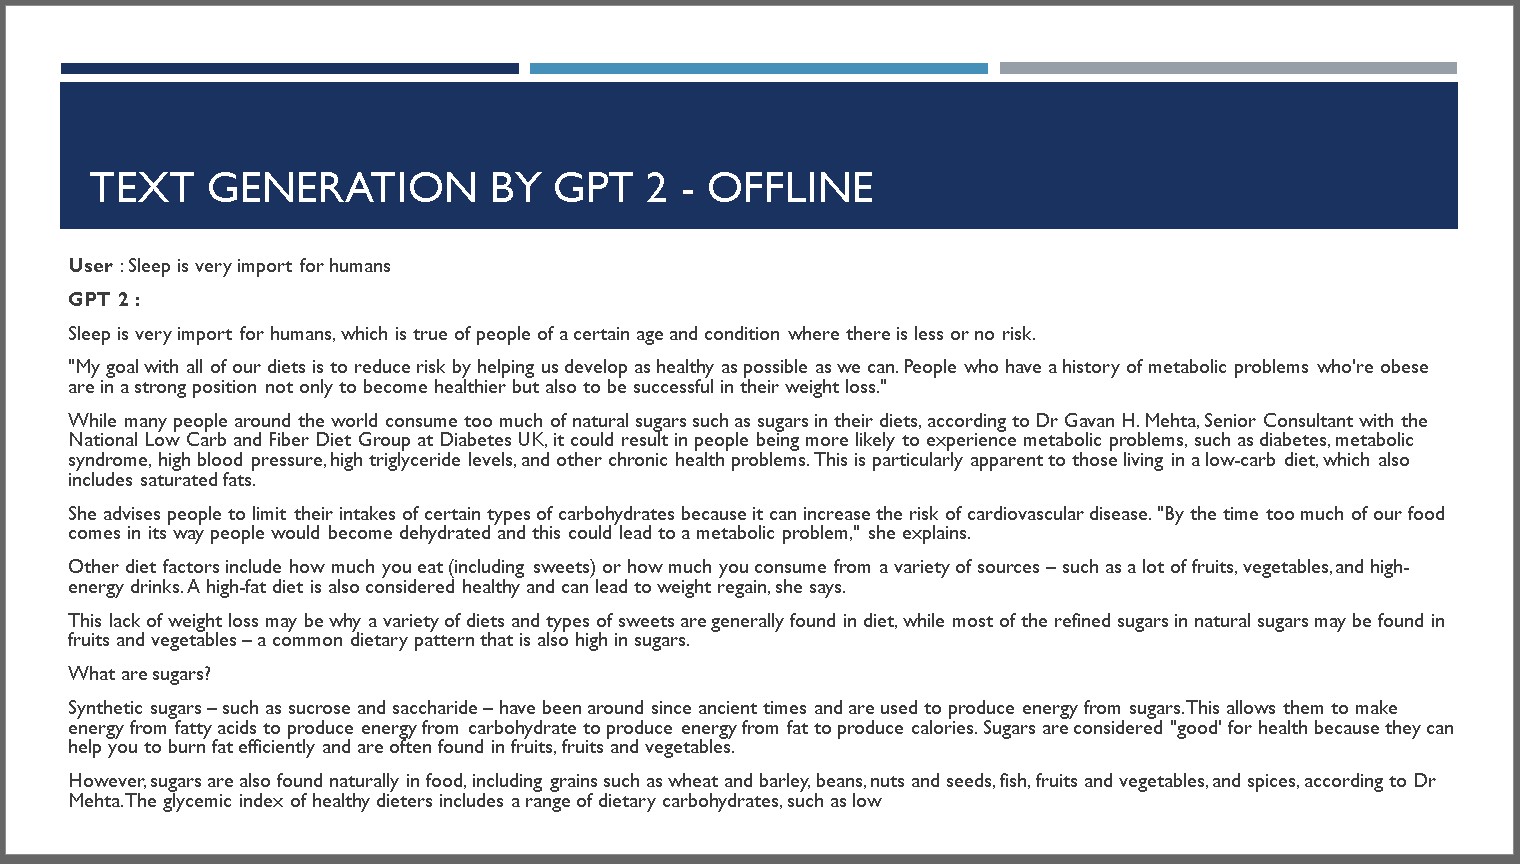 TEXT GENERATION BY GPT 2 - OFFLINE
User : Sleep is very import for humans
GPT 2 :
Sleep is very import for humans, which is true of people of a certain age and condition where there is less or no risk.
"My goal with all of our diets is to reduce risk by helping us develop as healthy as possible as we can. People who have a history of metabolic problems who're obese
are in a strong position not only to become healthier but also to be successful in their weight loss."
While many people around the world consume too much of natural sugars such as sugars in their diets, according to Dr Gavan H. Mehta, Senior Consultant with the
National Low Carb and Fiber Diet Group at Diabetes UK, it could result in people being more likely to experience metabolic problems, such as diabetes, metabolic
syndrome, high blood pressure, high triglyceride levels, and other chronic health problems. This is particularly apparent to those living in a low-carb diet, which also
includes saturated fats.
She advises people to limit their intakes of certain types of carbohydrates because it can increase the risk of cardiovascular disease. "By the time too much of our food
comes in its way people would become dehydrated and this could lead to a metabolic problem," she explains.
Other diet factors include how much you eat (including sweets) or how much you consume from a variety of sources – such as a lot of fruits, vegetables, and high-
energy drinks. A high-fat diet is also considered healthy and can lead to weight regain, she says.
This lack of weight loss may be why a variety of diets and types of sweets are generally found in diet, while most of the refined sugars in natural sugars may be found in
fruits and vegetables – a common dietary pattern that is also high in sugars.
What are sugars?
Synthetic sugars – such as sucrose and saccharide – have been around since ancient times and are used to produce energy from sugars. This allows them to make
energy from fatty acids to produce energy from carbohydrate to produce energy from fat to produce calories. Sugars are considered "good' for health because they can
help you to burn fat efficiently and are often found in fruits, fruits and vegetables.
However, sugars are also found naturally in food, including grains such as wheat and barley, beans, nuts and seeds, fish, fruits and vegetables, and spices, according to Dr
Mehta. The glycemic index of healthy dieters includes a range of dietary carbohydrates, such as low